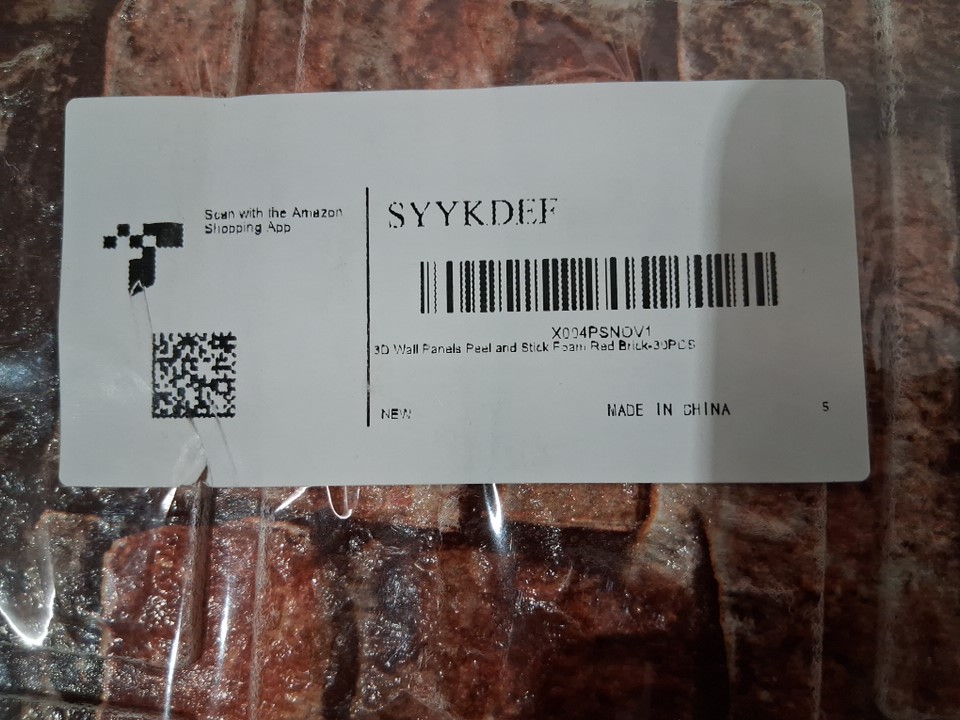 Scan with the Amazon
Shopping App
SYYKDEF
X004PSNOV1
3D Wall Panels Peel and Stick Foam Red Brick-30PCS
NEW
MADE IN CHINA
5